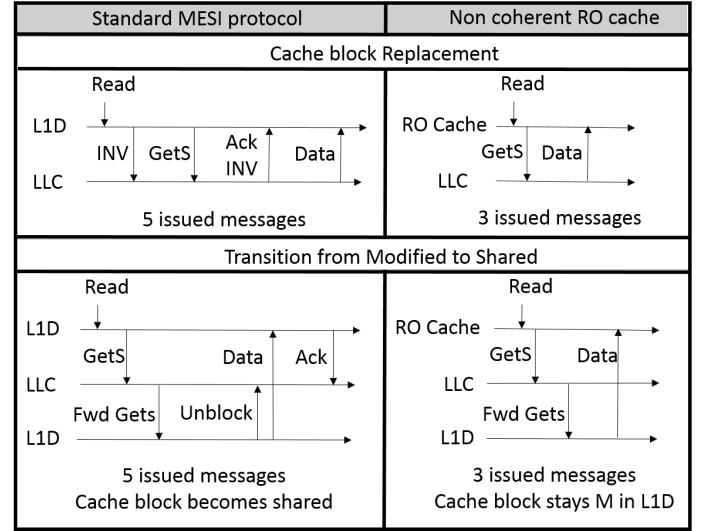 Standard MESI protocol
Non coherent RO cache
Cache block Replacement
Read
L1D
INV
GetS
Ack
INV
Data
LLC
5 issued messages
Read
RO Cache
GetS
Data
LLC
3 issued messages
Transition from Modified to Shared
Read
L1D
GetS
Data
Ack
LLC
Fwd Gets
Unblock
L1D
5 issued messages
Cache block becomes shared
Read
RO Cache
GetS
Data
LLC
Fwd Gets
L1D
3 issued messages
Cache block stays M in L1D